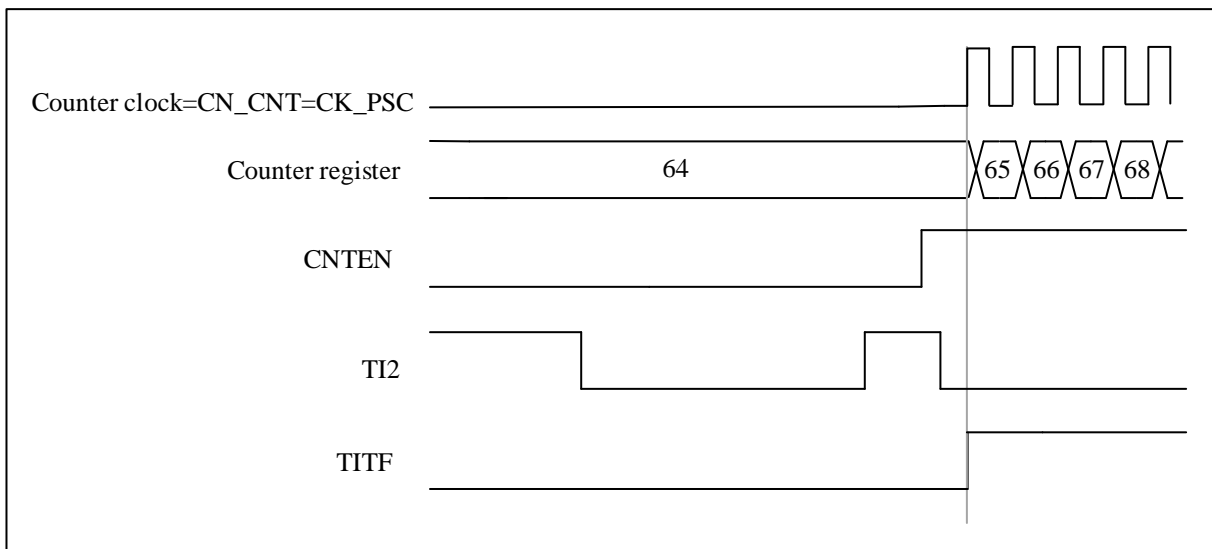 Counter clock=CN_CNT=CK_PSC
Counter register
64
65
66
67
68
CNTEN
TI2
TITF